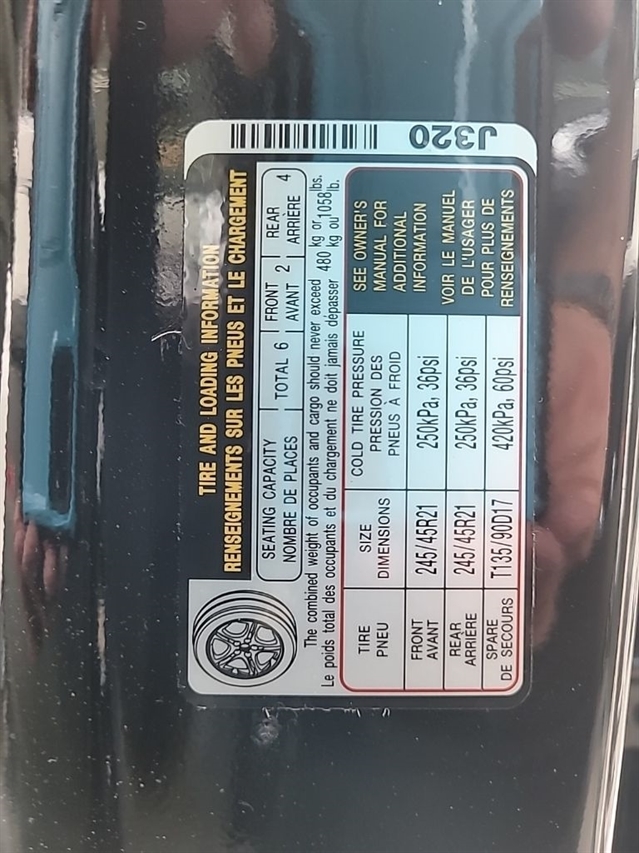 TIRE AND LOADING INFORMATION
RENSEIGNEMENTS SUR LES PNEUS ET LE CHARGEMENT
SEATING CAPACITY
NOMBRE DE PLACES
TOTAL 6
FRONT
AVANT
2
REAR
ARRIÈRE
4
The combined weight of occupants and cargo should never exceed 480 kg or 1058 lbs.
Le poids total des occupants et du chargement ne doit jamais dépasser 480 kg ou 1058 lb.
TIRE
PNEU
SIZE
DIMENSIONS
COLD TIRE PRESSURE
PRESSION DES
PNEUS À FROID
FRONT
AVANT
245/45R21
250kPa, 36psi
REAR
ARRIÈRE
245/45R21
250kPa, 36psi
SPARE
DE SECOURS
T135/90D17
420kPa, 60psi
SEE OWNER'S
MANUAL FOR
ADDITIONAL
INFORMATION
VOIR LE MANUEL
DE L'USAGER
POUR PLUS DE
RENSEIGNEMENTS
J320